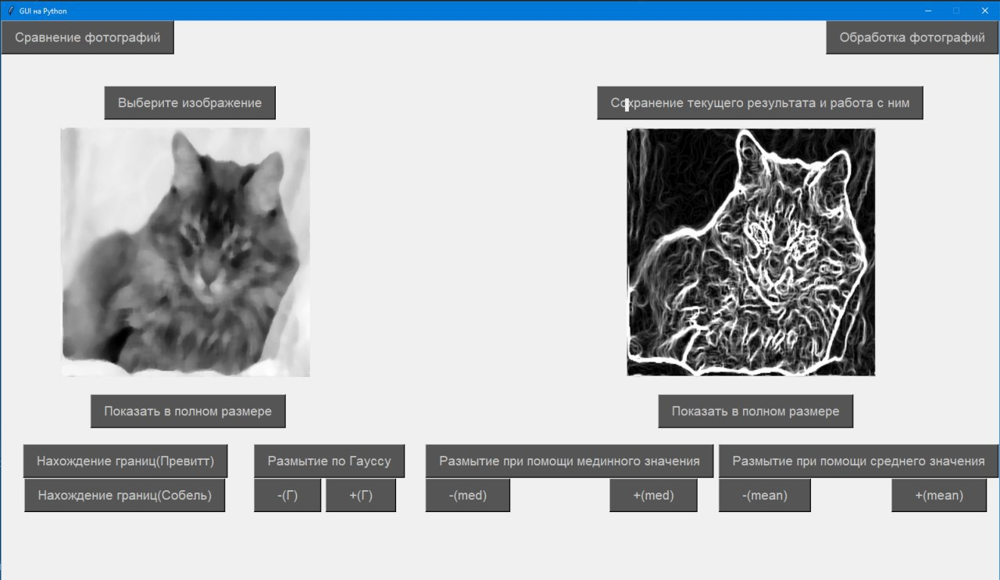 GUI на Python
Сравнение фотографий
Обработка фотографий
Выберите изображение
Сохранение текущего результата и работа с ним
Показать в полном размере
Показать в полном размере
Нахождение границ(Превитт)
Размытие по Гауссу
Размытие при помощи мединного значения
Размытие при помощи среднего значения
Нахождение границ(Собель)
-(Г)
+(Г)
-(med)
+(med)
-(mean)
+(mean)